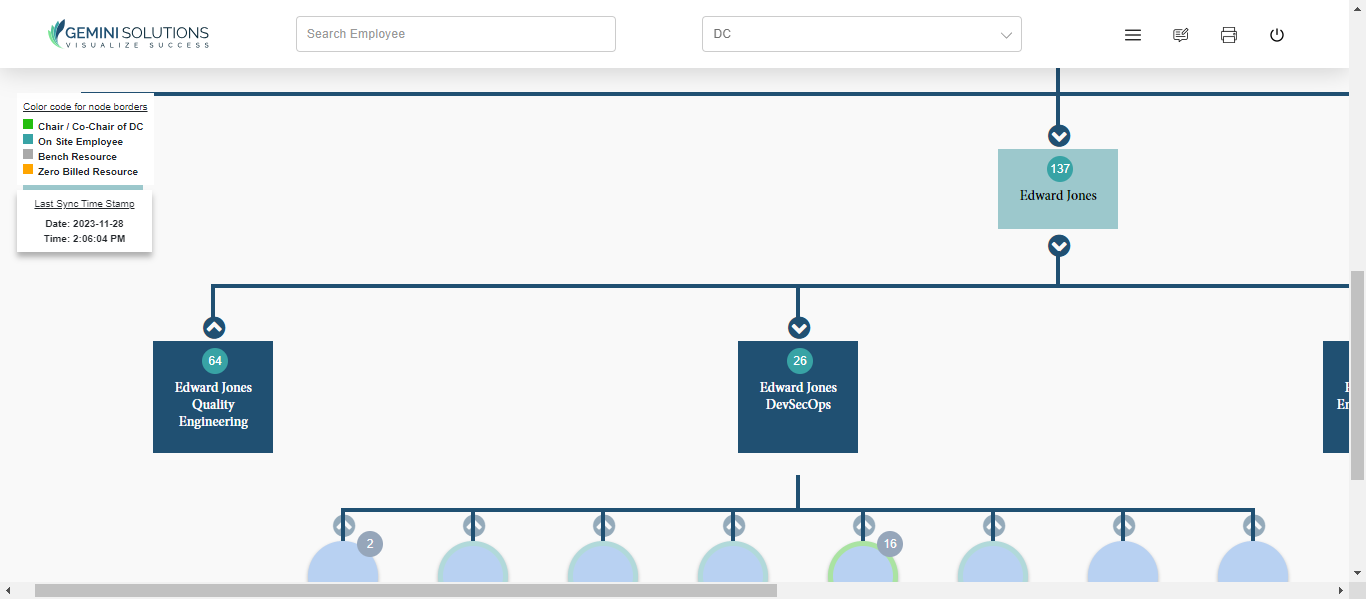 GEMINI SOLUTIONS
VISUALIZE SUCCESS
Search Employee
DC
Color code for node borders
Chair / Co-Chair of DC
On Site Employee
Bench Resource
Zero Billed Resource
Last Sync Time Stamp
Date: 2023-11-28
Time: 2:06:04 PM
137
Edward Jones
64
Edward Jones
Quality
Engineering
26
Edward Jones
DevSecOps
2
16